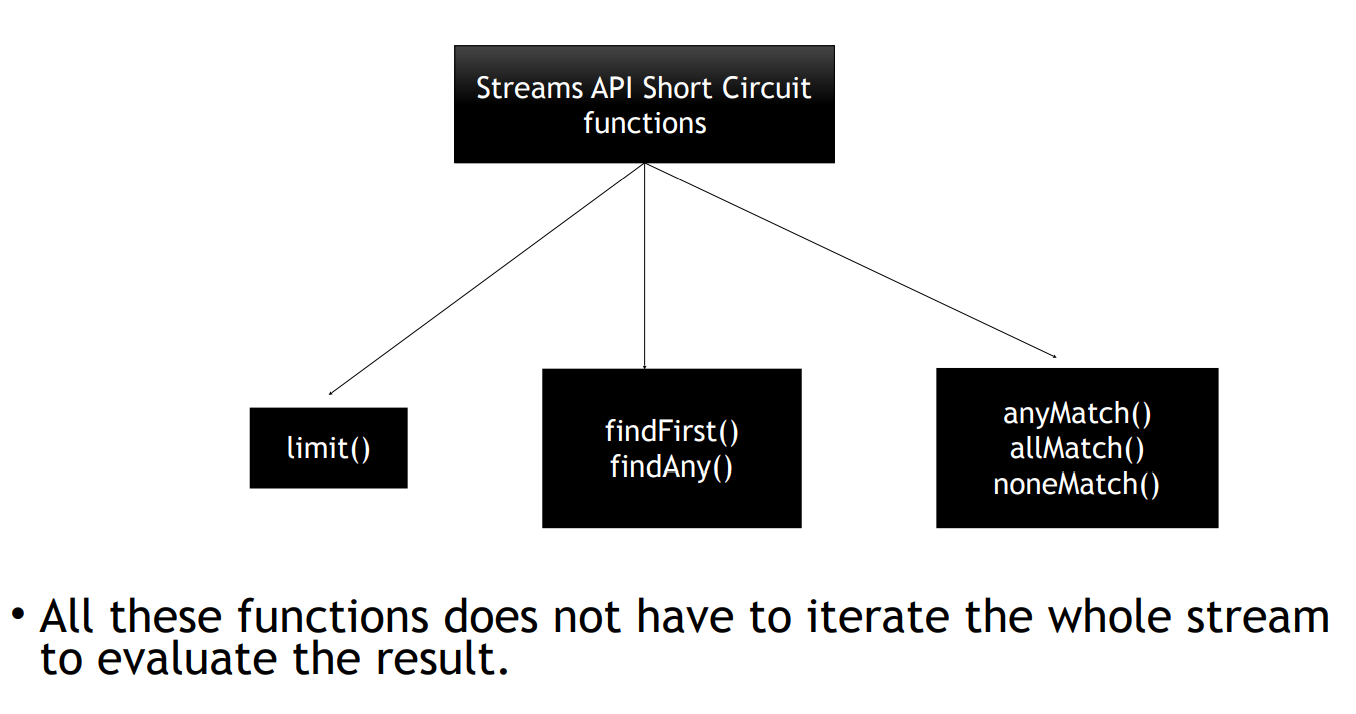 Streams API Short Circuit
functions
limit()
findFirst()
findAny()
anyMatch()
allMatch()
noneMatch()
• All these functions does not have to iterate the whole stream
to evaluate the result.